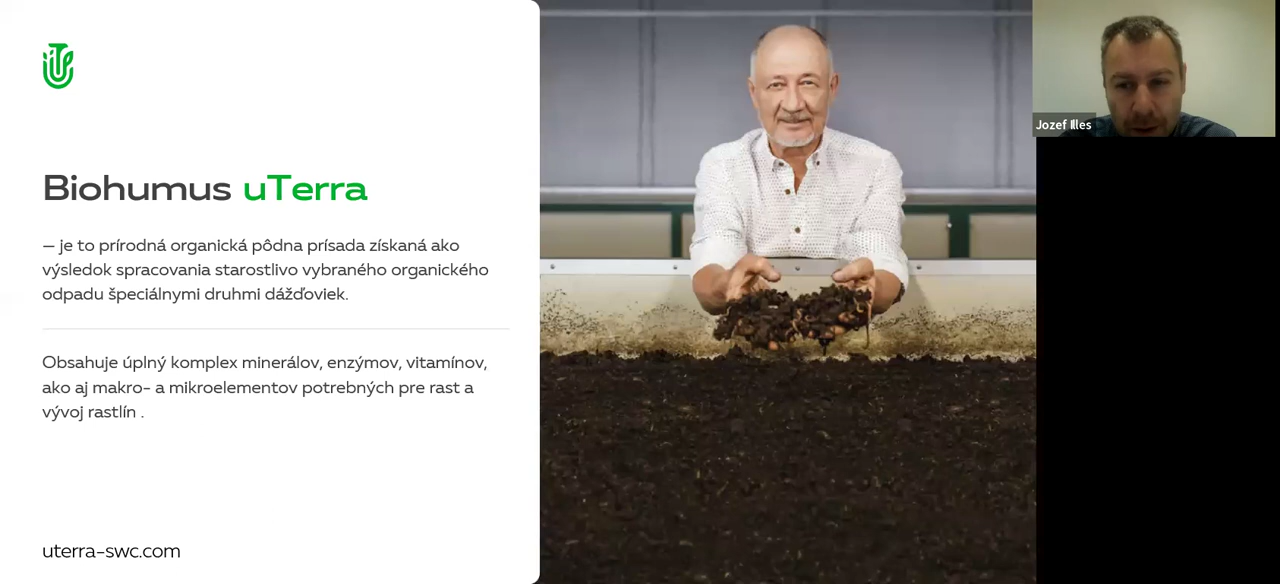 Biohumus uTerra
– je to prírodná organická pôdna prísada získaná ako
výsledok spracovania starostlivo vybraného organického
odpadu špeciálnymi druhmi dážďoviek.
Obsahuje úplný komplex minerálov, enzýmov, vitamínov,
ako aj makro- a mikroelementov potrebných pre rast a
vývoj rastlín .
uterra-swc.com
Jozef Illes